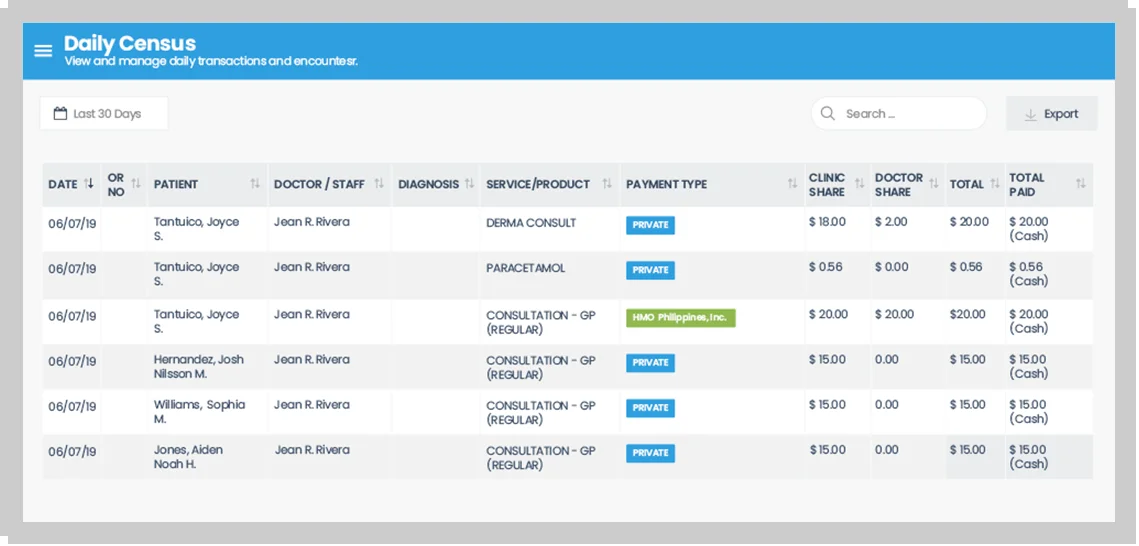 Daily Census
View and manage daily transactions and encountesr.
Last 30 Days
Search ...
Export
DATE OR NO PATIENT DOCTOR / STAFF DIAGNOSIS SERVICE/PRODUCT PAYMENT TYPE CLINIC SHARE DOCTOR SHARE TOTAL TOTAL PAID
06/07/19 Tantuico, Joyce S. Jean R. Rivera DERMA CONSULT PRIVATE $ 18.00 $ 2.00 $ 20.00 $ 20.00 (Cash)
06/07/19 Tantuico, Joyce S. Jean R. Rivera PARACETAMOL PRIVATE $ 0.56 $ 0.00 $ 0.56 $ 0.56 (Cash)
06/07/19 Tantuico, Joyce S. Jean R. Rivera CONSULTATION - GP (REGULAR) HMO Philippines, Inc. $ 20.00 $ 20.00 $20.00 $ 20.00 (Cash)
06/07/19 Hernandez, Josh Nilsson M. Jean R. Rivera CONSULTATION - GP (REGULAR) PRIVATE $ 15.00 0.00 $ 15.00 $ 15.00 (Cash)
06/07/19 Williams, Sophia M. Jean R. Rivera CONSULTATION - GP (REGULAR) PRIVATE $ 15.00 0.00 $ 15.00 $ 15.00 (Cash)
06/07/19 Jones, Aiden Noah H. Jean R. Rivera CONSULTATION - GP (REGULAR) PRIVATE $ 15.00 0.00 $ 15.00 $ 15.00 (Cash)